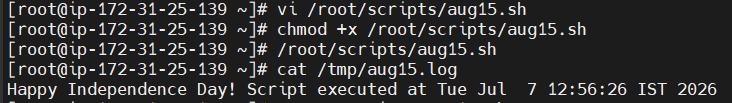 [root@ip-172-31-25-139 ~]# vi /root/scripts/aug15.sh
[root@ip-172-31-25-139 ~]# chmod +x /root/scripts/aug15.sh
[root@ip-172-31-25-139 ~]# /root/scripts/aug15.sh
[root@ip-172-31-25-139 ~]# cat /tmp/aug15.log
Happy Independence Day! Script executed at Tue Jul  7 12:56:26 IST 2026